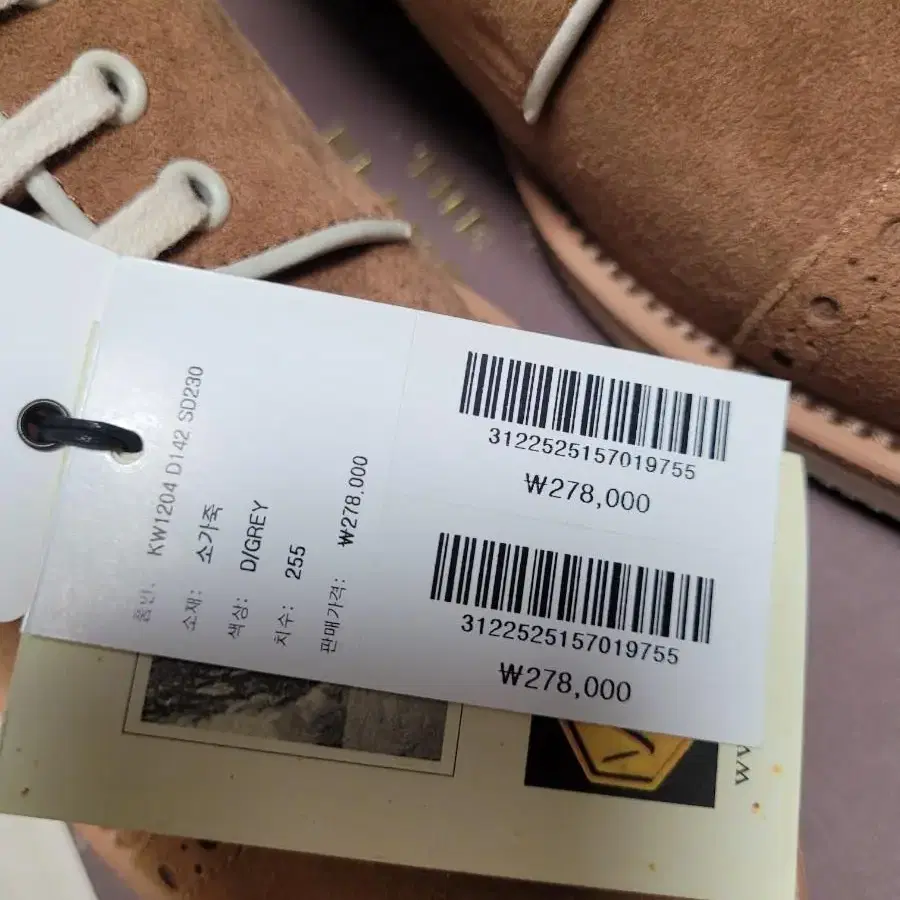 품번: KW1204 D142 SD230
소재: 소가죽
색상: D/GREY
치수: 255
판매가격: ₩278,000
3122525157019755
₩278,000
3122525157019755
₩278,000